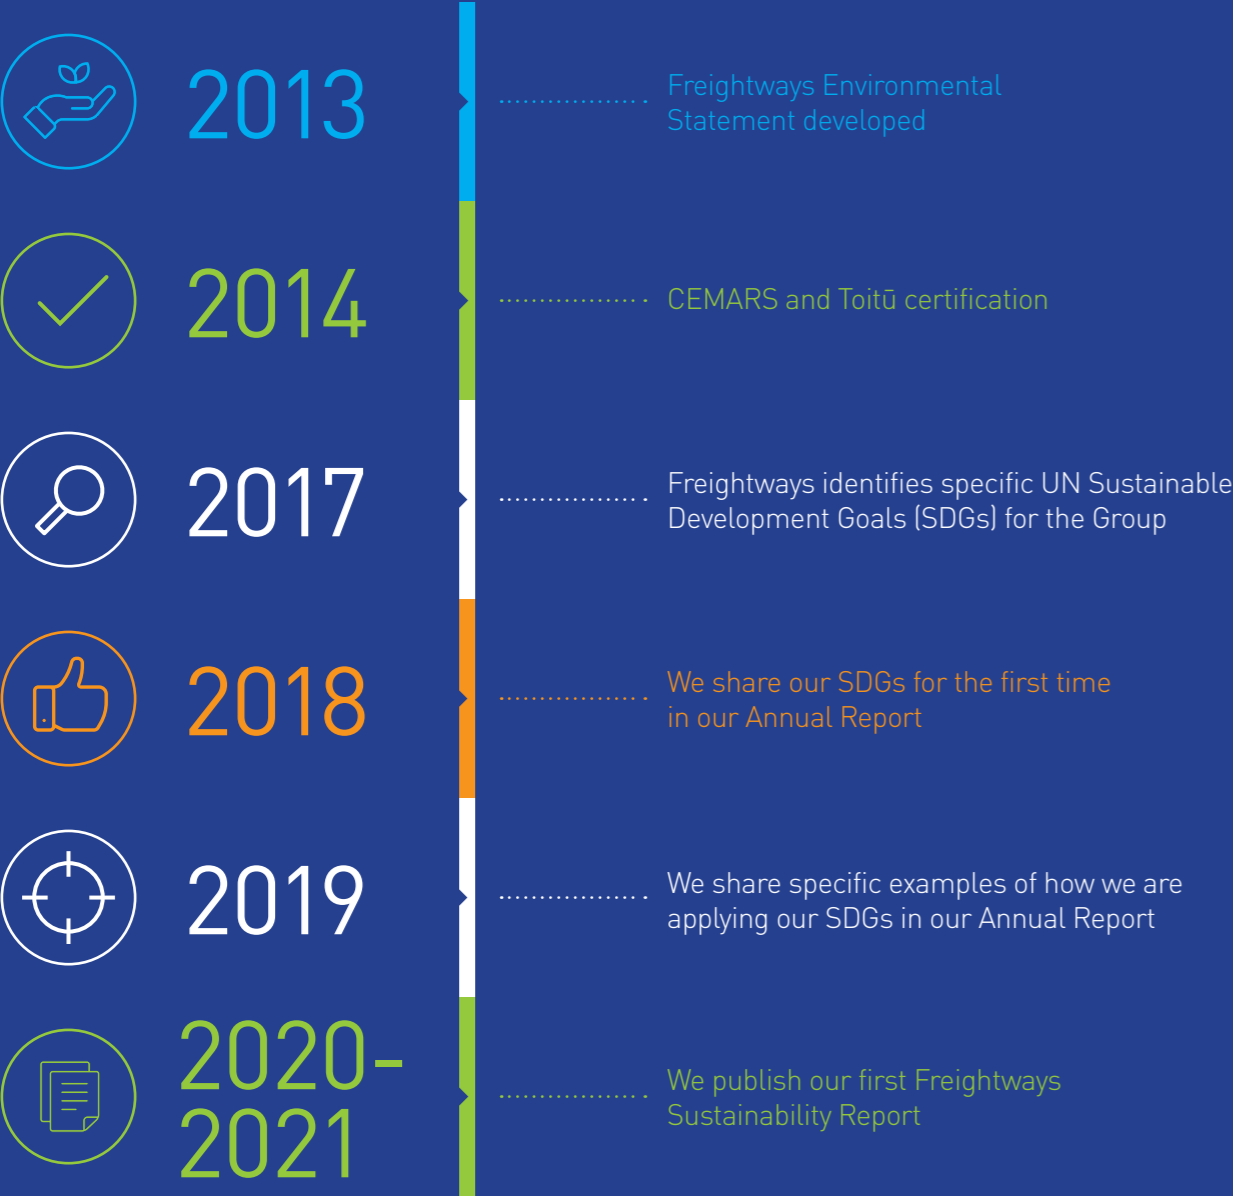 2013
Freightways Environmental
Statement developed
2014
CEMARS and Toitū certification
2017
Freightways identifies specific UN Sustainable
Development Goals (SDGs) for the Group
2018
We share our SDGs for the first time
in our Annual Report
2019
We share specific examples of how we are
applying our SDGs in our Annual Report
2020-
2021
We publish our first Freightways
Sustainability Report